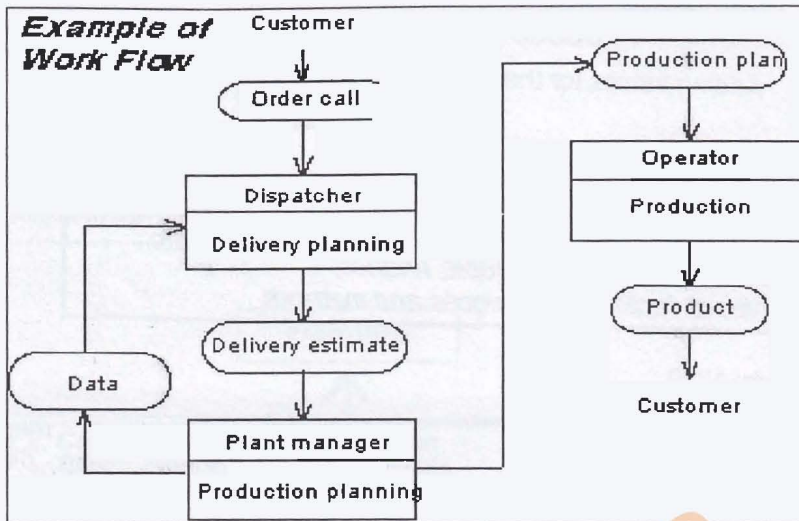 Example of
Work Flow
Customer
Order call
Dispatcher
Delivery planning
Delivery estimate
Data
Plant manager
Production planning
Production plan
Operator
Production
Product
Customer